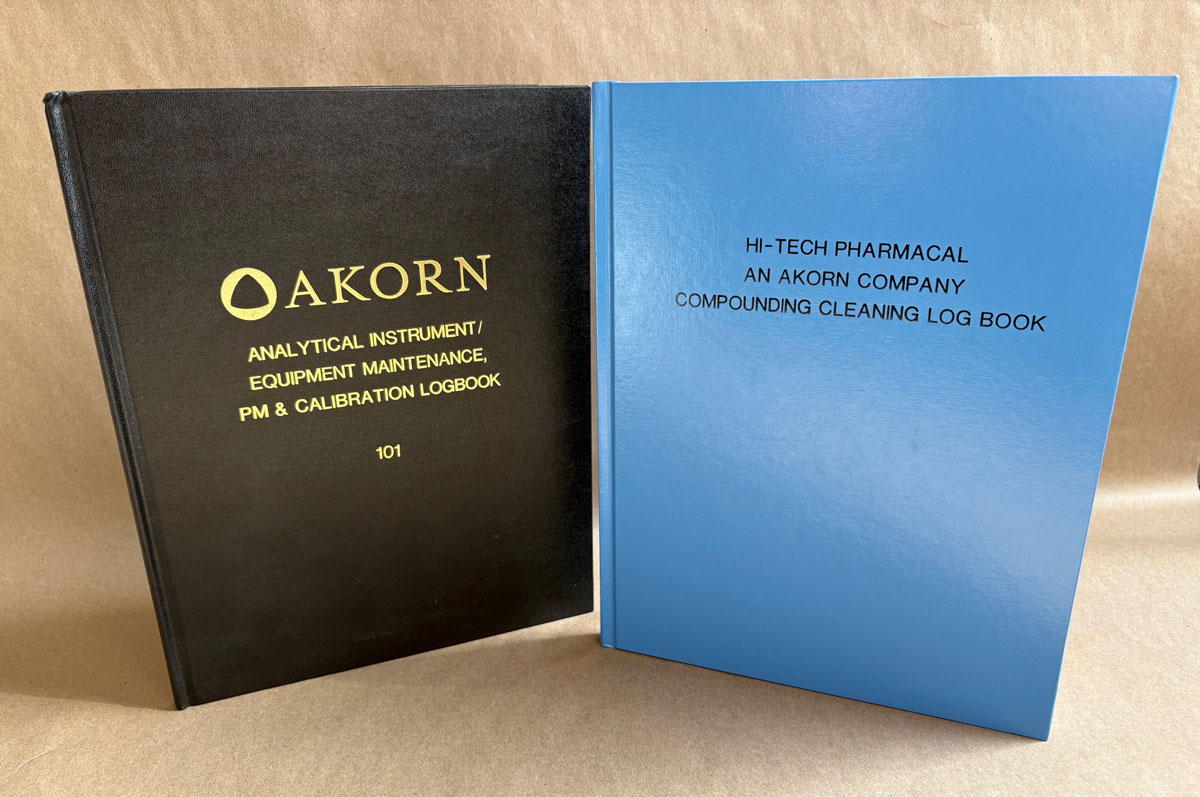 AKORN
ANALYTICAL INSTRUMENT/
EQUIPMENT MAINTENANCE,
PM & CALIBRATION LOGBOOK
101
HI-TECH PHARMACAL
AN AKORN COMPANY
COMPOUNDING CLEANING LOG BOOK